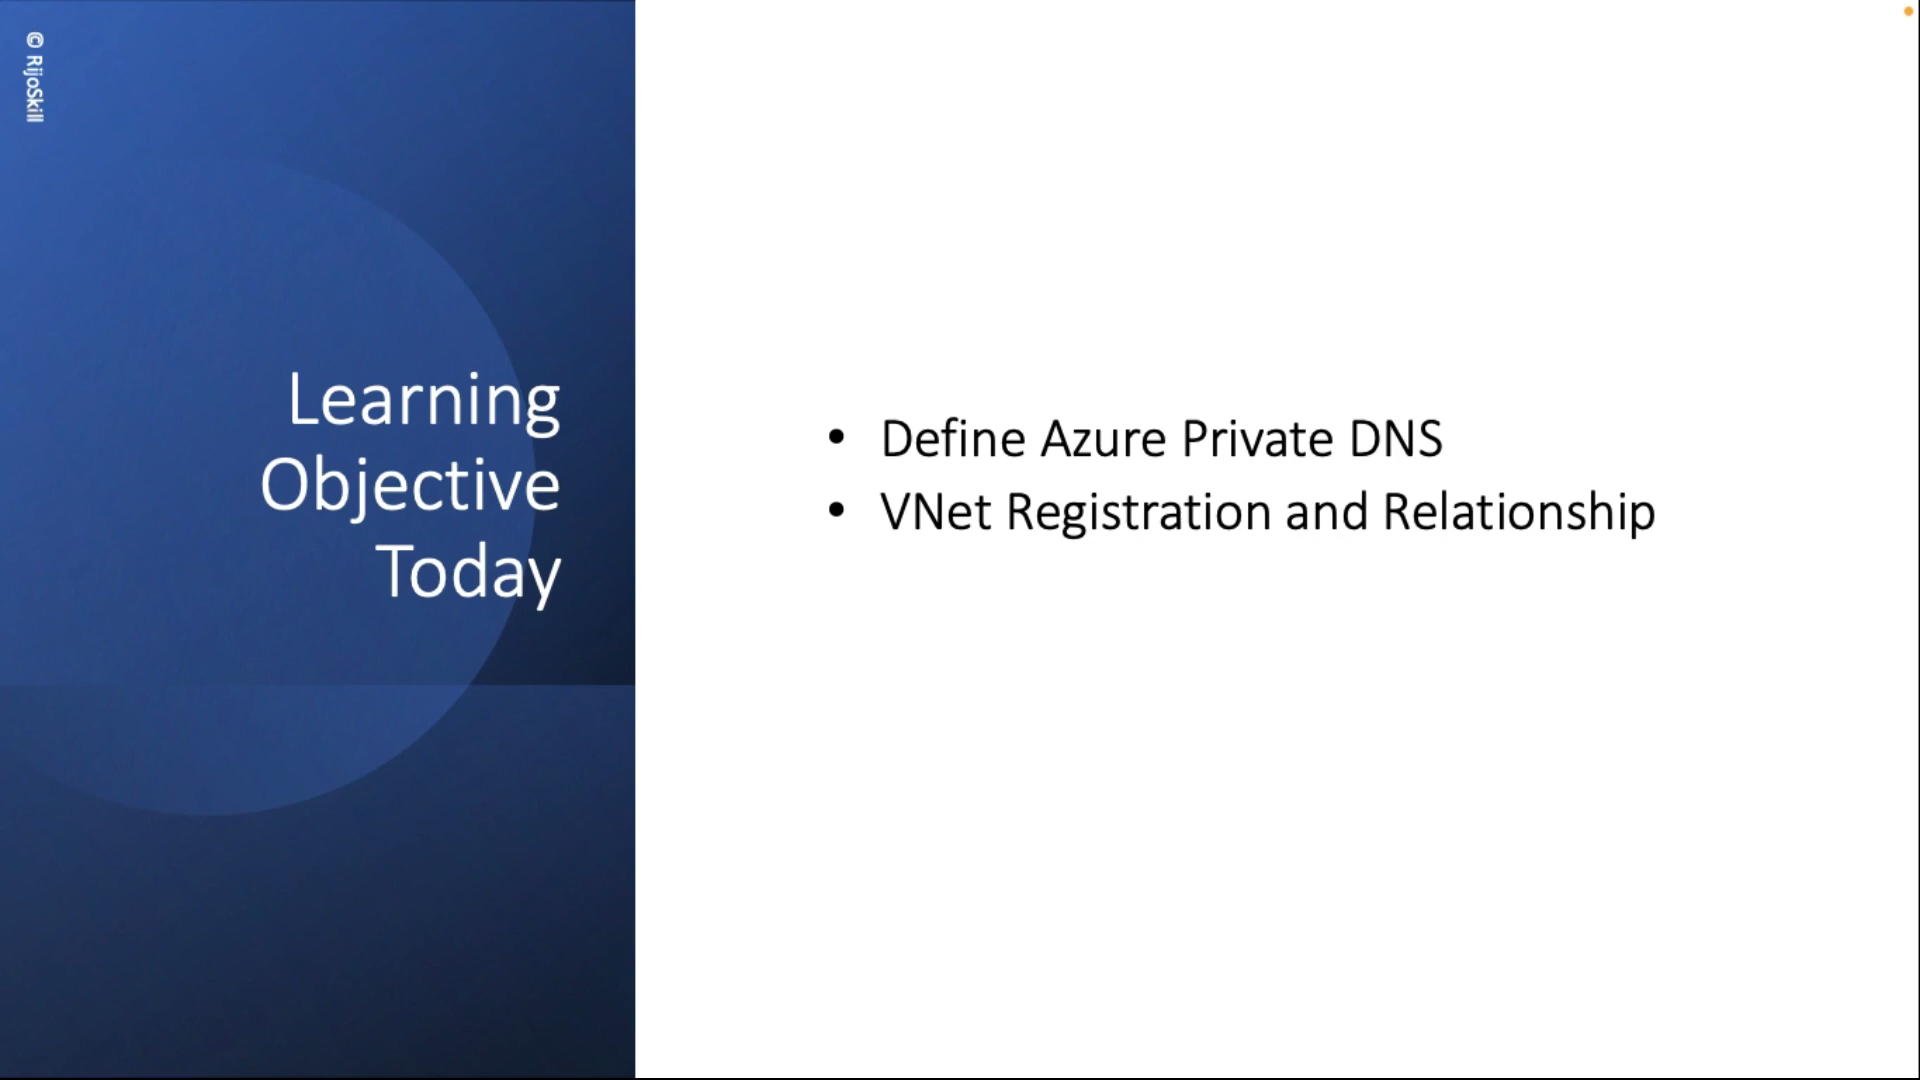 © RijoSkill
Learning
Objective
Today
• Define Azure Private DNS
• VNet Registration and Relationship